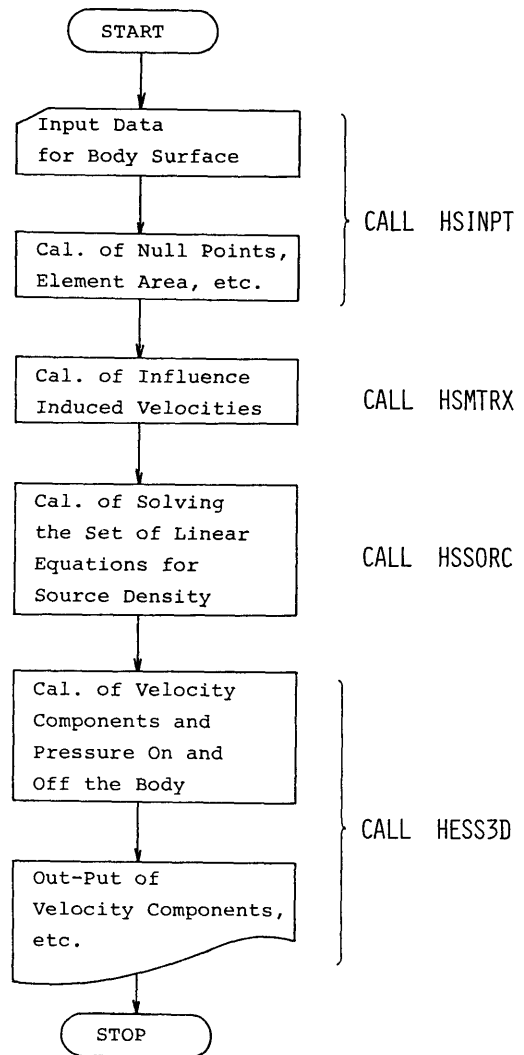 START
Input Data
for Body Surface
Cal. of Null Points,
Element Area, etc.
CALL HSINPT
Cal. of Influence
Induced Velocities
CALL HSMTRX
Cal. of Solving
the Set of Linear
Equations for
Source Density
CALL HSSORC
Cal. of Velocity
Components and
Pressure On and
Off the Body
Out-Put of
Velocity Components,
etc.
CALL HESS3D
STOP